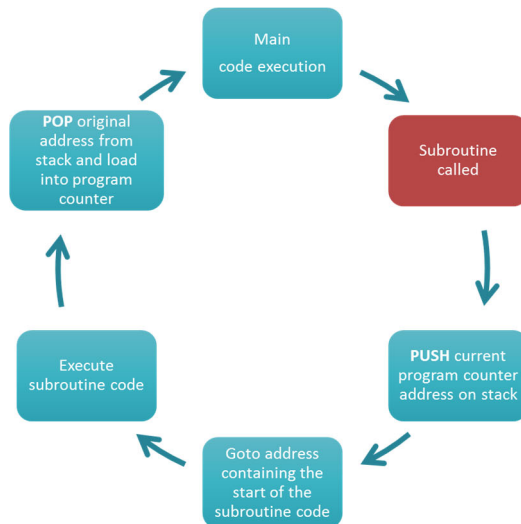 Main
code execution
Subroutine
called
PUSH current
program counter
address on stack
Goto address
containing the
start of the
subroutine code
Execute
subroutine code
POP original
address from
stack and load
into program
counter